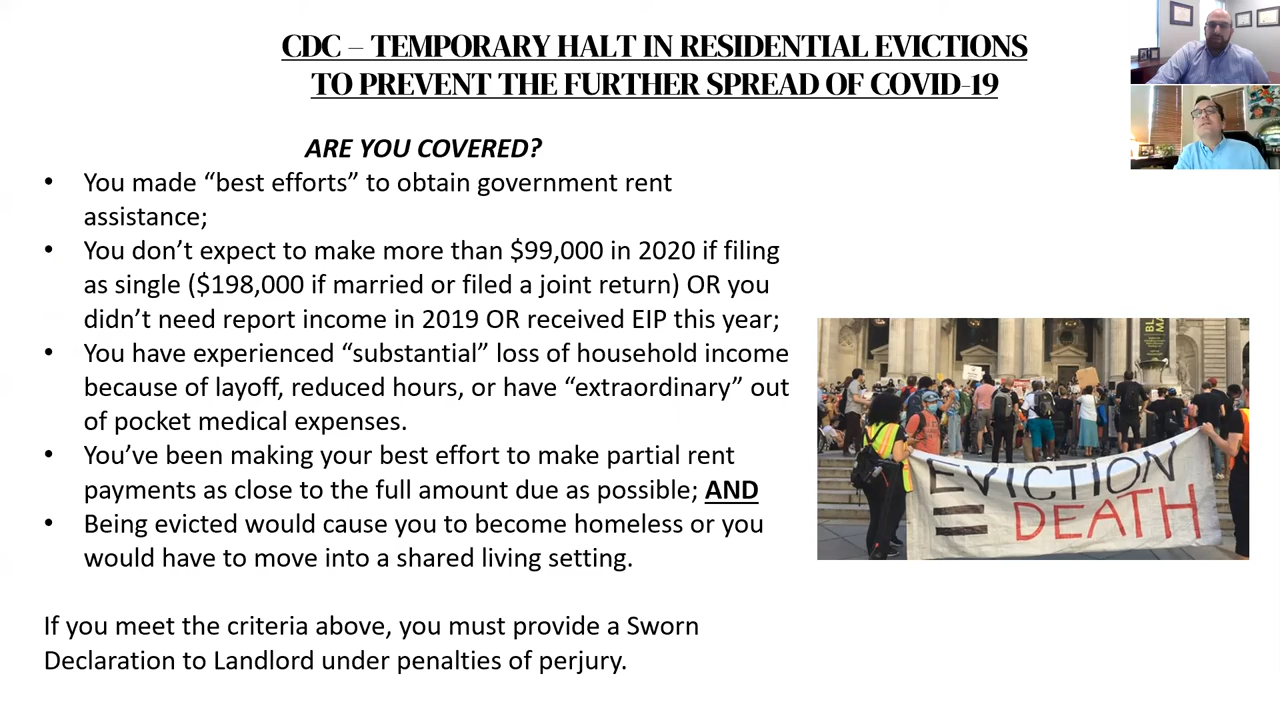 CDC – TEMPORARY HALT IN RESIDENTIAL EVICTIONS
TO PREVENT THE FURTHER SPREAD OF COVID-19
ARE YOU COVERED?
• You made “best efforts” to obtain government rent
assistance;
• You don’t expect to make more than $99,000 in 2020 if filing
as single ($198,000 if married or filed a joint return) OR you
didn’t need report income in 2019 OR received EIP this year;
• You have experienced “substantial” loss of household income
because of layoff, reduced hours, or have “extraordinary” out
of pocket medical expenses.
• You’ve been making your best effort to make partial rent
payments as close to the full amount due as possible; AND
• Being evicted would cause you to become homeless or you
would have to move into a shared living setting.
If you meet the criteria above, you must provide a Sworn
Declaration to Landlord under penalties of perjury.
EVICTION
= DEATH